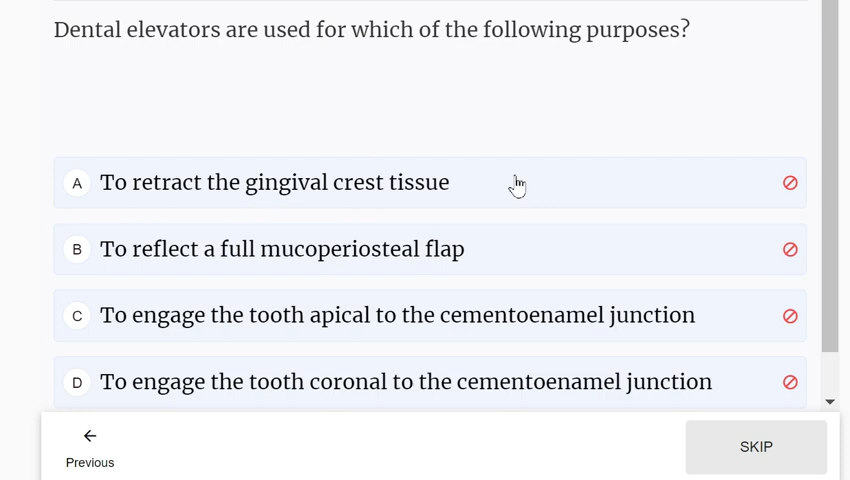 Dental elevators are used for which of the following purposes?
A To retract the gingival crest tissue
B To reflect a full mucoperiosteal flap
C To engage the tooth apical to the cementoenamel junction
D To engage the tooth coronal to the cementoenamel junction
Previous
SKIP